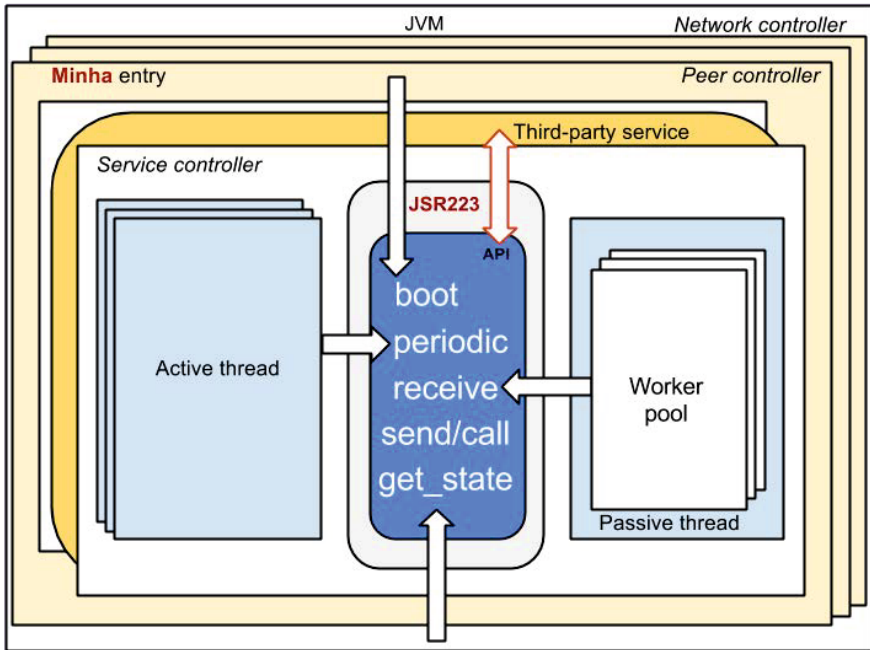 JVM
Network controller
Minha entry
Peer controller
Third-party service
Service controller
JSR223
API
boot
periodic
receive
send/call
get_state
Active thread
Worker
pool
Passive thread